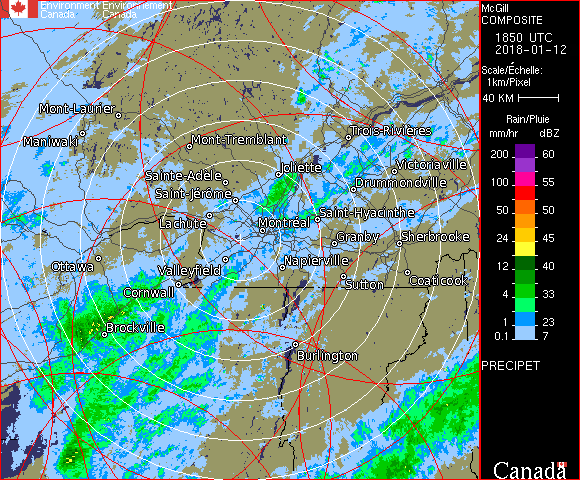 Environment Environnement
Canada Canada
McGill
COMPOSITE
1850 UTC
2018-01-12
Scale/Échelle:
1km/Pixel
40 KM
Rain/Pluie
mm/hr dBZ
200 60
100 55
50 50
24 45
12 40
4 33
1 23
0.1 7
PRECIPET
Canada
Mont-Laurier
Maniwaki
Mont-Tremblant
Trois-Rivières
Sainte-Adèle
Joliette
Victoriaville
Saint-Jérôme
Drummondville
Lachute
Montréal
Saint-Hyacinthe
Granby
Sherbrooke
Ottawa
Valleyfield
Napierville
Cornwall
Sutton
Coaticook
Brockville
Burlington